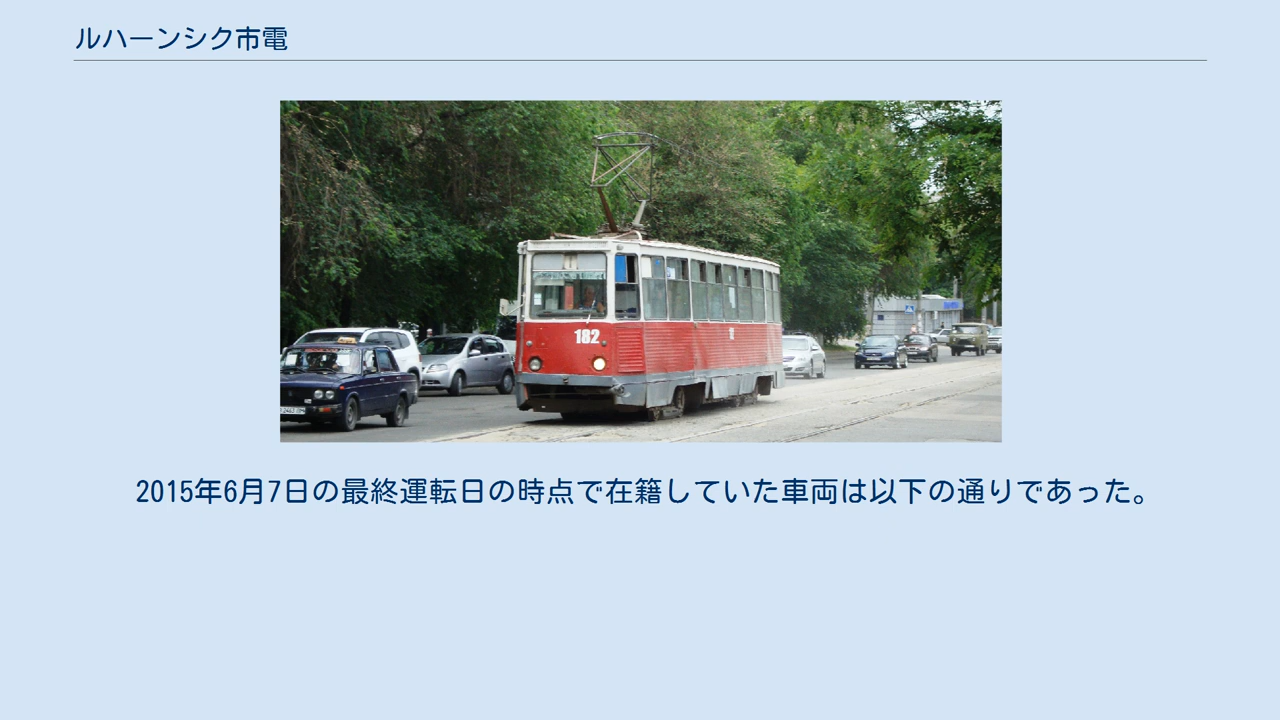 ルハーンシク市電
182
2015年6月7日の最終運転日の時点で在籍していた車両は以下の通りであった。